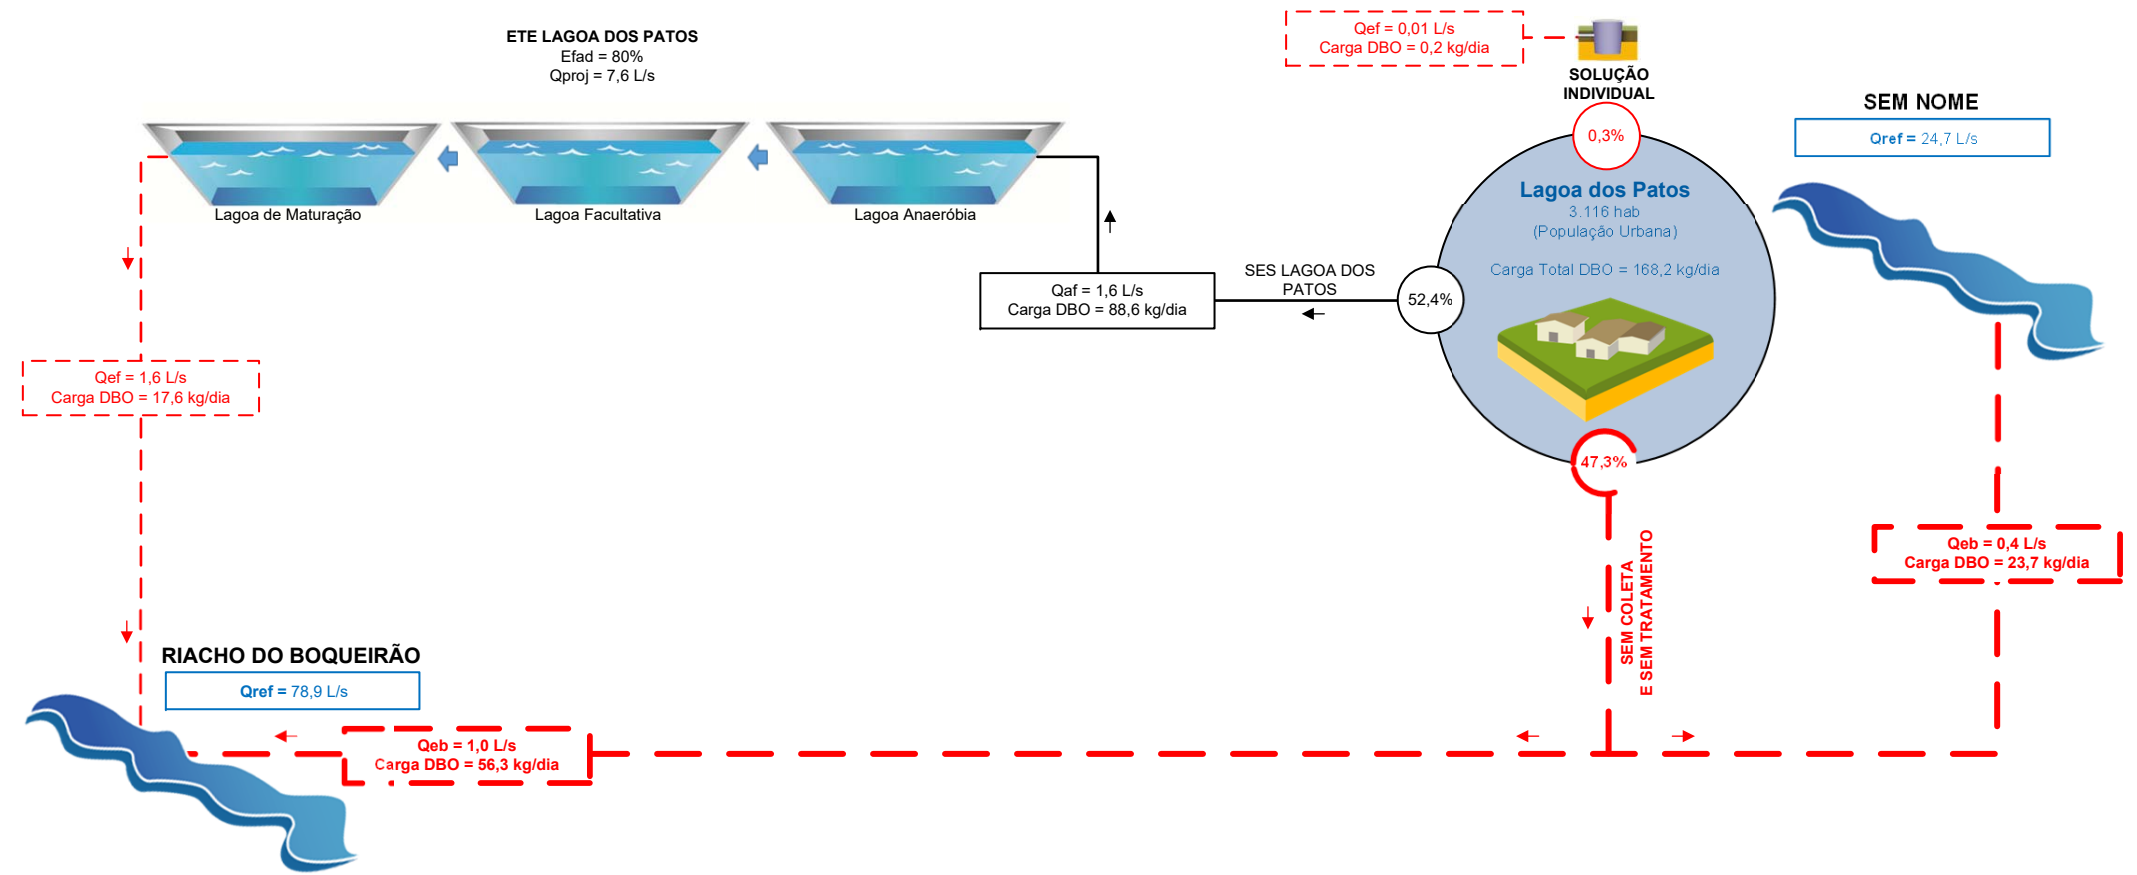 ETE LAGOA DOS PATOS
Efad = 80%
Qproj = 7,6 L/s
Qef = 0,01 L/s
Carga DBO = 0,2 kg/dia
SOLUÇÃO
INDIVIDUAL
0,3%
SEM NOME
Qref = 24,7 L/s
Lagoa de Maturação
Lagoa Facultativa
Lagoa Anaeróbia
Lagoa dos Patos
3.116 hab
(População Urbana)
Carga Total DBO = 168,2 kg/dia
SES LAGOA DOS
PATOS
52,4%
Qaf = 1,6 L/s
Carga DBO = 88,6 kg/dia
Qef = 1,6 L/s
Carga DBO = 17,6 kg/dia
47,3%
SEM COLETA
E SEM TRATAMENTO
Qeb = 0,4 L/s
Carga DBO = 23,7 kg/dia
RIACHO DO BOQUEIRÃO
Qref = 78,9 L/s
Qeb = 1,0 L/s
Carga DBO = 56,3 kg/dia